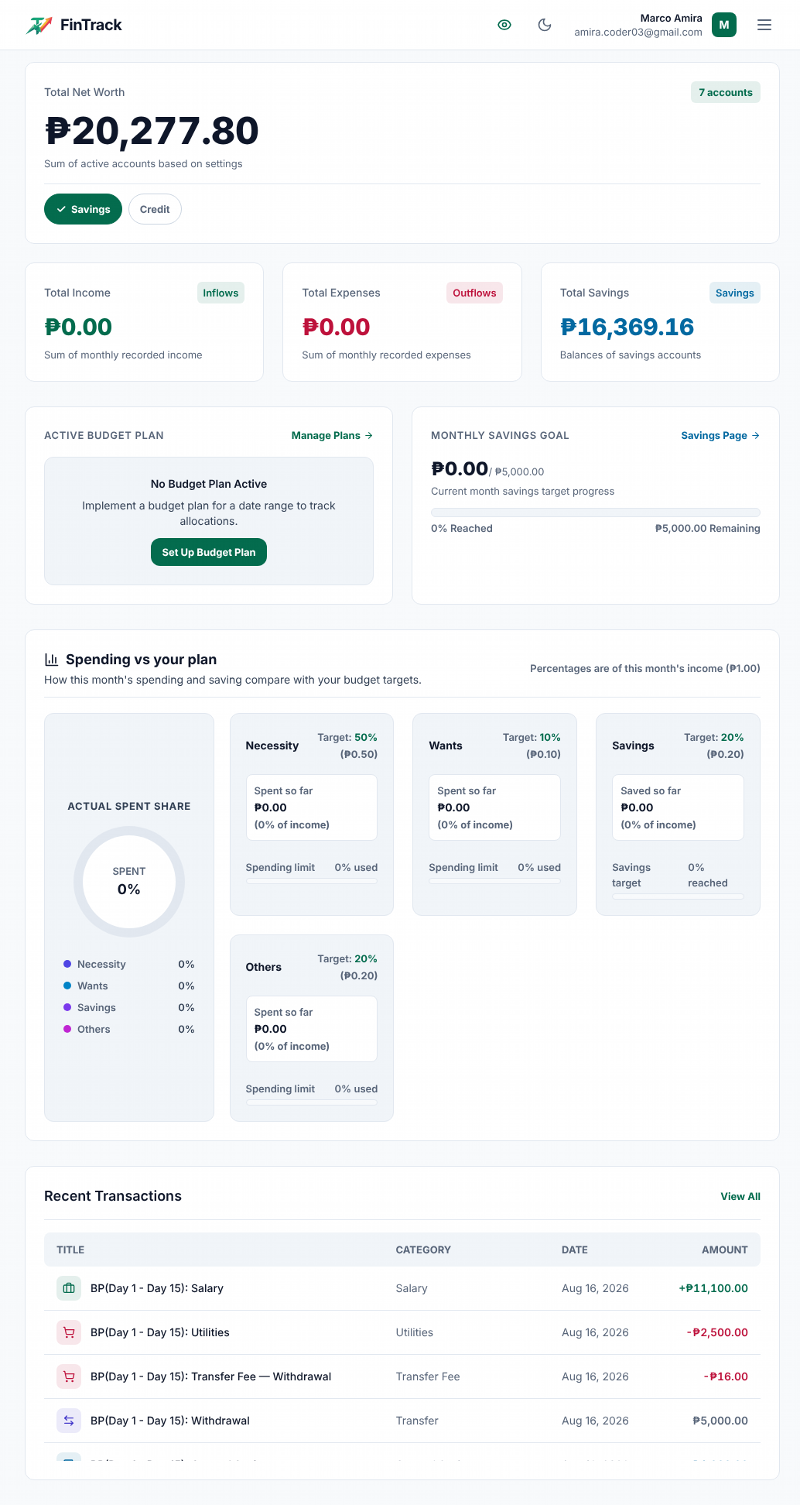 FinTrack
Marco Amira
amira.coder03@gmail.com
M
Total Net Worth
7 accounts
₱20,277.80
Sum of active accounts based on settings
Savings
Credit
Total Income
Inflows
₱0.00
Sum of monthly recorded income
Total Expenses
Outflows
₱0.00
Sum of monthly recorded expenses
Total Savings
Savings
₱16,369.16
Balances of savings accounts
ACTIVE BUDGET PLAN
Manage Plans →
No Budget Plan Active
Implement a budget plan for a date range to track
allocations.
Set Up Budget Plan
MONTHLY SAVINGS GOAL
Savings Page →
₱0.00 / ₱5,000.00
Current month savings target progress
0% Reached
₱5,000.00 Remaining
Spending vs your plan
How this month's spending and saving compare with your budget targets.
Percentages are of this month's income (₱1.00)
ACTUAL SPENT SHARE
SPENT
0%
Necessity 0%
Wants 0%
Savings 0%
Others 0%
Necessity
Target: 50%
(₱0.50)
Spent so far
₱0.00
(0% of income)
Spending limit 0% used
Wants
Target: 10%
(₱0.10)
Spent so far
₱0.00
(0% of income)
Spending limit 0% used
Savings
Target: 20%
(₱0.20)
Saved so far
₱0.00
(0% of income)
Savings target
0% reached
Others
Target: 20%
(₱0.20)
Spent so far
₱0.00
(0% of income)
Spending limit 0% used
Recent Transactions
View All
TITLE CATEGORY DATE AMOUNT
BP(Day 1 - Day 15): Salary Salary Aug 16, 2026 +₱11,100.00
BP(Day 1 - Day 15): Utilities Utilities Aug 16, 2026 -₱2,500.00
BP(Day 1 - Day 15): Transfer Fee — Withdrawal Transfer Fee Aug 16, 2026 -₱16.00
BP(Day 1 - Day 15): Withdrawal Transfer Aug 16, 2026 ₱5,000.00